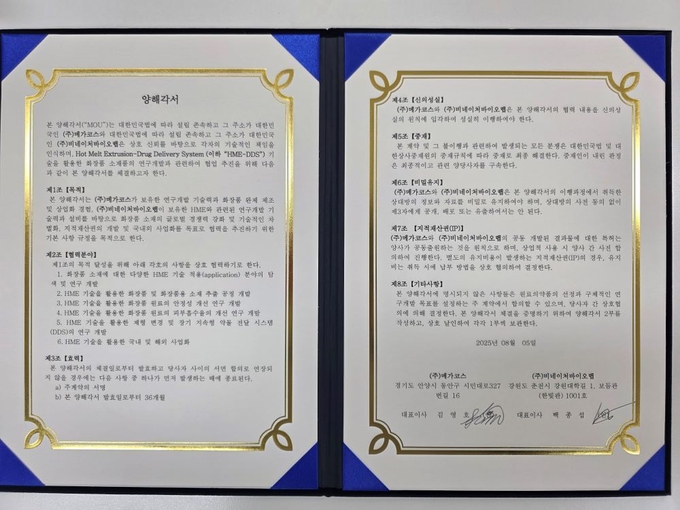 양해각서
본 양해각서("MOU")는 대한민국법에 따라 설립 존속하고 그 주소가 대한민
국인 (주)메가코스와 대한민국법에 따라 설립 존속하고 그 주소가 대한민국
인 (주)비네이처바이오랩은 상호 신뢰를 바탕으로 각자의 기술적인 책임을
인식하며, Hot Melt Extrusion-Drug Delivery System (이하 "HME-DDS") 기
술을 활용한 화장품 소재품의 연구개발과 관련하여 협업 추진을 위해 다음
과 같이 본 양해각서를 체결하고자 한다.
제1조【목적】
본 양해각서는 (주)메가코스가 보유한 연구개발 기술력과 화장품 완제 제조
및 상업화 경험, (주)비네이처바이오랩이 보유한 HME와 관련된 연구개발 기
술력과 설비를 바탕으로 화장품 소재의 글로벌 경쟁력 강화 및 기술적인 차
별화, 지적재산권의 개발 및 국내외 사업화를 목표로 협력을 추진하기 위한
기본 사항 규정을 목적으로 한다.
제2조【협력분야】
제1조의 목적 달성을 위해 아래 각호의 사항을 상호 협력하기로 한다.
1. 화장품 소재에 대한 다양한 HME 기술 적용(application) 분야의 탐
색 및 연구 개발
2. HME 기술을 활용한 화장품 및 화장품용 소재 추출 공정 개발
3. HME 기술을 활용한 화장품 원료의 안정성 개선 연구 개발
4. HME 기술을 활용한 화장품 원료의 피부흡수율의 개선 연구 개발
5. HME 기술을 활용한 제형 변경 및 장기 지속형 약물 전달 시스템
(DDS)의 연구 개발
6. HME 기술을 활용한 국내 및 해외 사업화
제3조【효력】
본 양해각서의 체결일로부터 발효하고 당사자 사이의 서면 합의로 연장되
지 않을 경우에는 다음 사항 중 하나가 먼저 발생하는 때에 종료된다.
a) 주계약의 서명
b) 본 양해각서 발효일로부터 36개월
제4조【신의성실】
(주)메가코스와 (주)비네이처바이오랩은 본 양해각서의 협력 내용을 신의성
실의 원칙에 입각하여 성실히 이행하여야 한다.
제5조【중재】
본 계약 및 그 불이행과 관련하여 발생되는 모든 분쟁은 대한민국법 및 대
한상사중재원의 중재규칙에 따라 중재로 최종 해결한다. 중재인이 내린 판정
은 최종적이고 관련 당사자를 구속한다.
제6조【비밀유지】
(주)메가코스와 (주)비네이처바이오랩은 본 양해각서의 이행과정에서 취득한
상대방의 정보와 자료를 비밀로 유지하여야 하며, 상대방의 사전 동의 없이
제3자에게 공개, 배포 또는 유출하여서는 안 된다.
제7조【지적재산권(IP)】
(주)메가코스와 (주)비네이처바이오랩의 공동 개발된 결과물에 대한 특허는
양사가 공동출원하는 것을 원칙으로 하며, 상업적 사용 시 양사 간 사전 합
의하여 진행한다. 별도의 유지비용이 발생하는 지적재산권(IP)의 경우, 유지
비는 취득 시에 납부 방법을 상호 협의하여 결정한다.
제8조【기타사항】
본 양해각서에 명시되지 않은 사항들은 원료의약품의 선정과 구체적인 연
구개발 목표를 설정하는 주 계약에서 합의할 수 있으며, 당사자 간 상호협
의에 의해 결정한다. 본 양해각서 체결을 증명하기 위하여 양해각서 2부를
작성하고, 상호 날인하여 각각 1부씩 보관한다.
2025년 08월 05일
(주)메가코스 (주)비네이처바이오랩
경기도 안양시 동안구 시민대로327 강원도 춘천시 강원대학길 1, 보듬관
번길 16 (한빛관) 1001호
대표이사 김 영 호 대표이사 백 종 섭